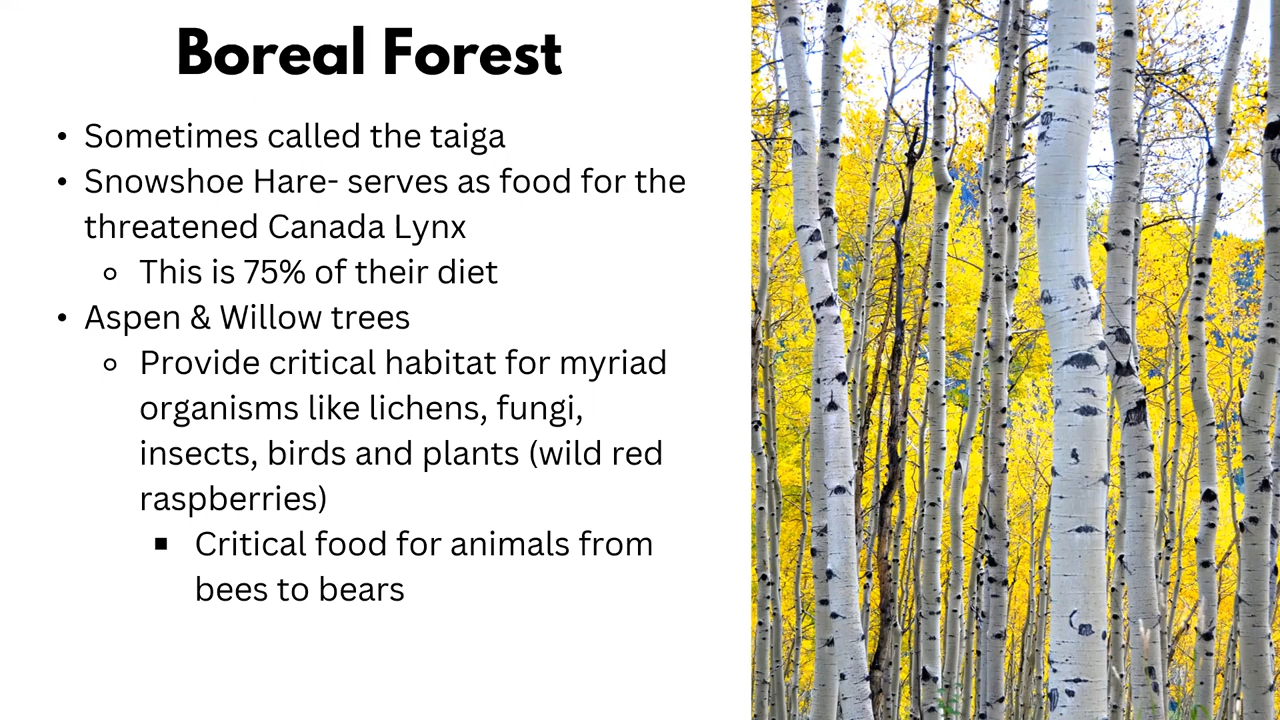 Boreal Forest
• Sometimes called the taiga
• Snowshoe Hare- serves as food for the
threatened Canada Lynx
◦ This is 75% of their diet
• Aspen & Willow trees
◦ Provide critical habitat for myriad
organisms like lichens, fungi,
insects, birds and plants (wild red
raspberries)
▪ Critical food for animals from
bees to bears